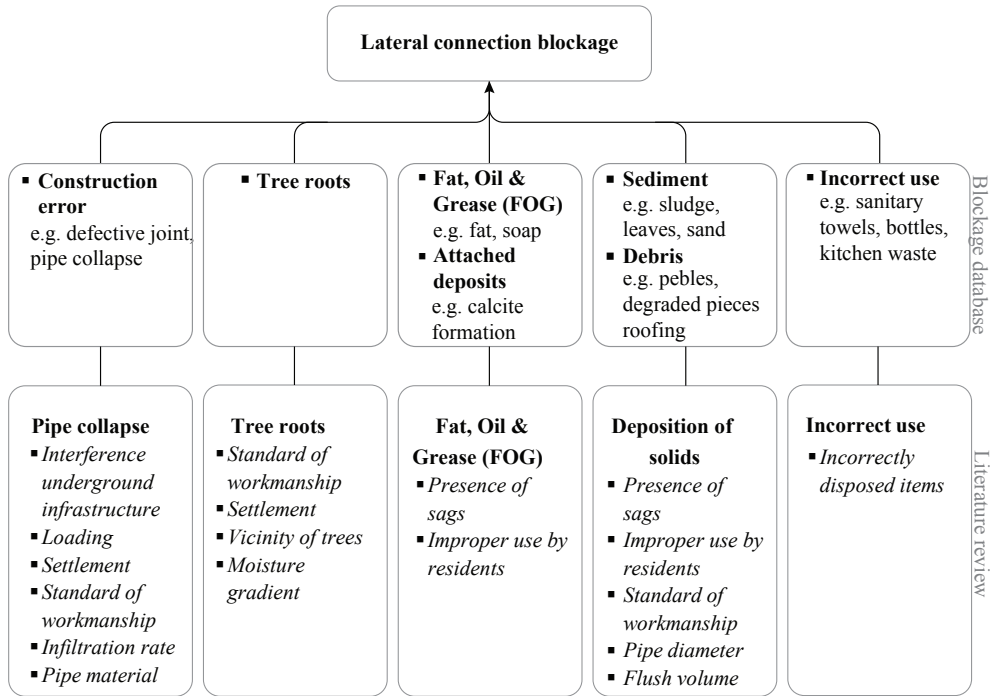 Lateral connection blockage
▪ Construction
error
e.g. defective joint,
pipe collapse
▪ Tree roots
▪ Fat, Oil &
Grease (FOG)
e.g. fat, soap
▪ Attached
deposits
e.g. calcite
formation
▪ Sediment
e.g. sludge,
leaves, sand
▪ Debris
e.g. pebles,
degraded pieces
roofing
▪ Incorrect use
e.g. sanitary
towels, bottles,
kitchen waste
Blockage database
Pipe collapse
▪ Interference
underground
infrastructure
▪ Loading
▪ Settlement
▪ Standard of
workmanship
▪ Infiltration rate
▪ Pipe material
Tree roots
▪ Standard of
workmanship
▪ Settlement
▪ Vicinity of trees
▪ Moisture
gradient
Fat, Oil &
Grease (FOG)
▪ Presence of
sags
▪ Improper use by
residents
Deposition of
solids
▪ Presence of
sags
▪ Improper use by
residents
▪ Standard of
workmanship
▪ Pipe diameter
▪ Flush volume
Incorrect use
▪ Incorrectly
disposed items
Literature review